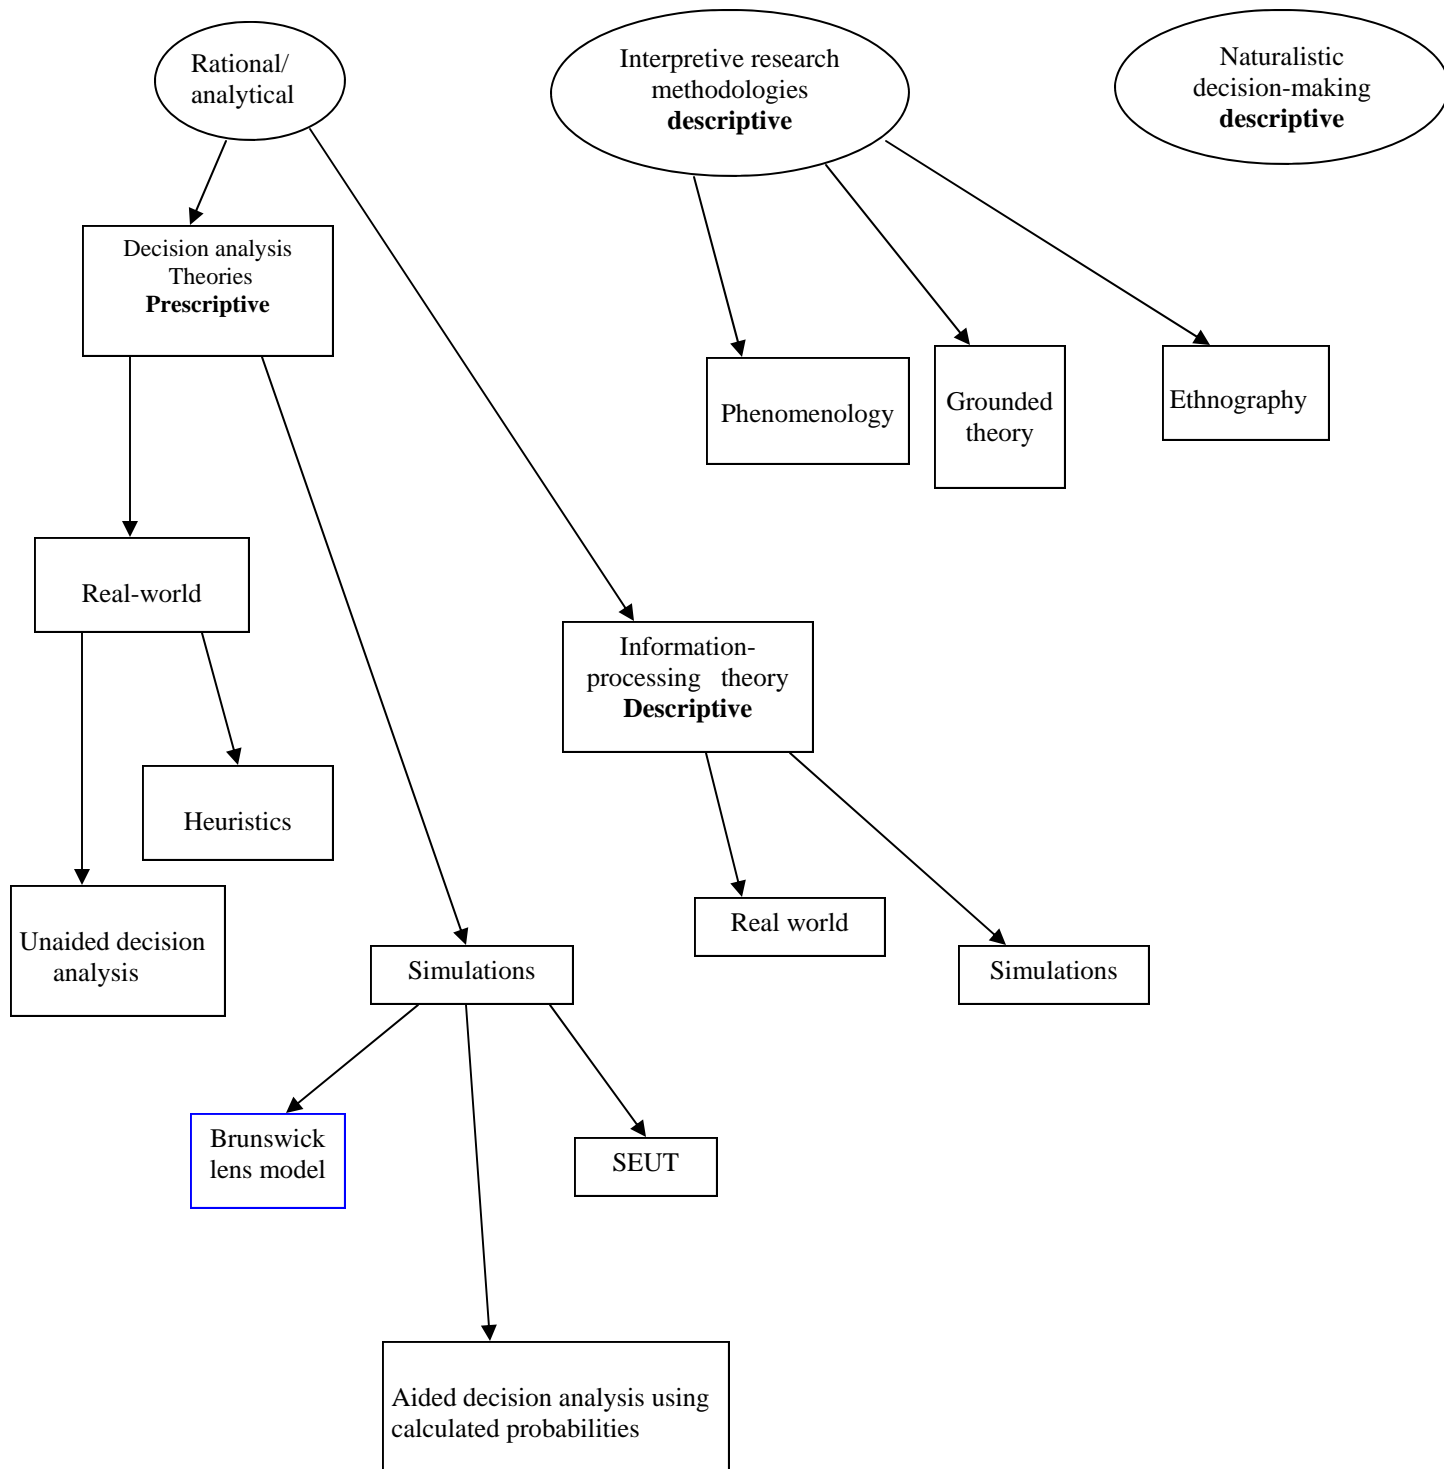 Rational/
analytical
Interpretive research
methodologies
descriptive
Naturalistic
decision-making
descriptive
Decision analysis
Theories
Prescriptive
Phenomenology
Grounded
theory
Ethnography
Real-world
Information-
processing theory
Descriptive
Heuristics
Unaided decision
analysis
Real world
Simulations
Simulations
Brunswick
lens model
SEUT
Aided decision analysis using
calculated probabilities